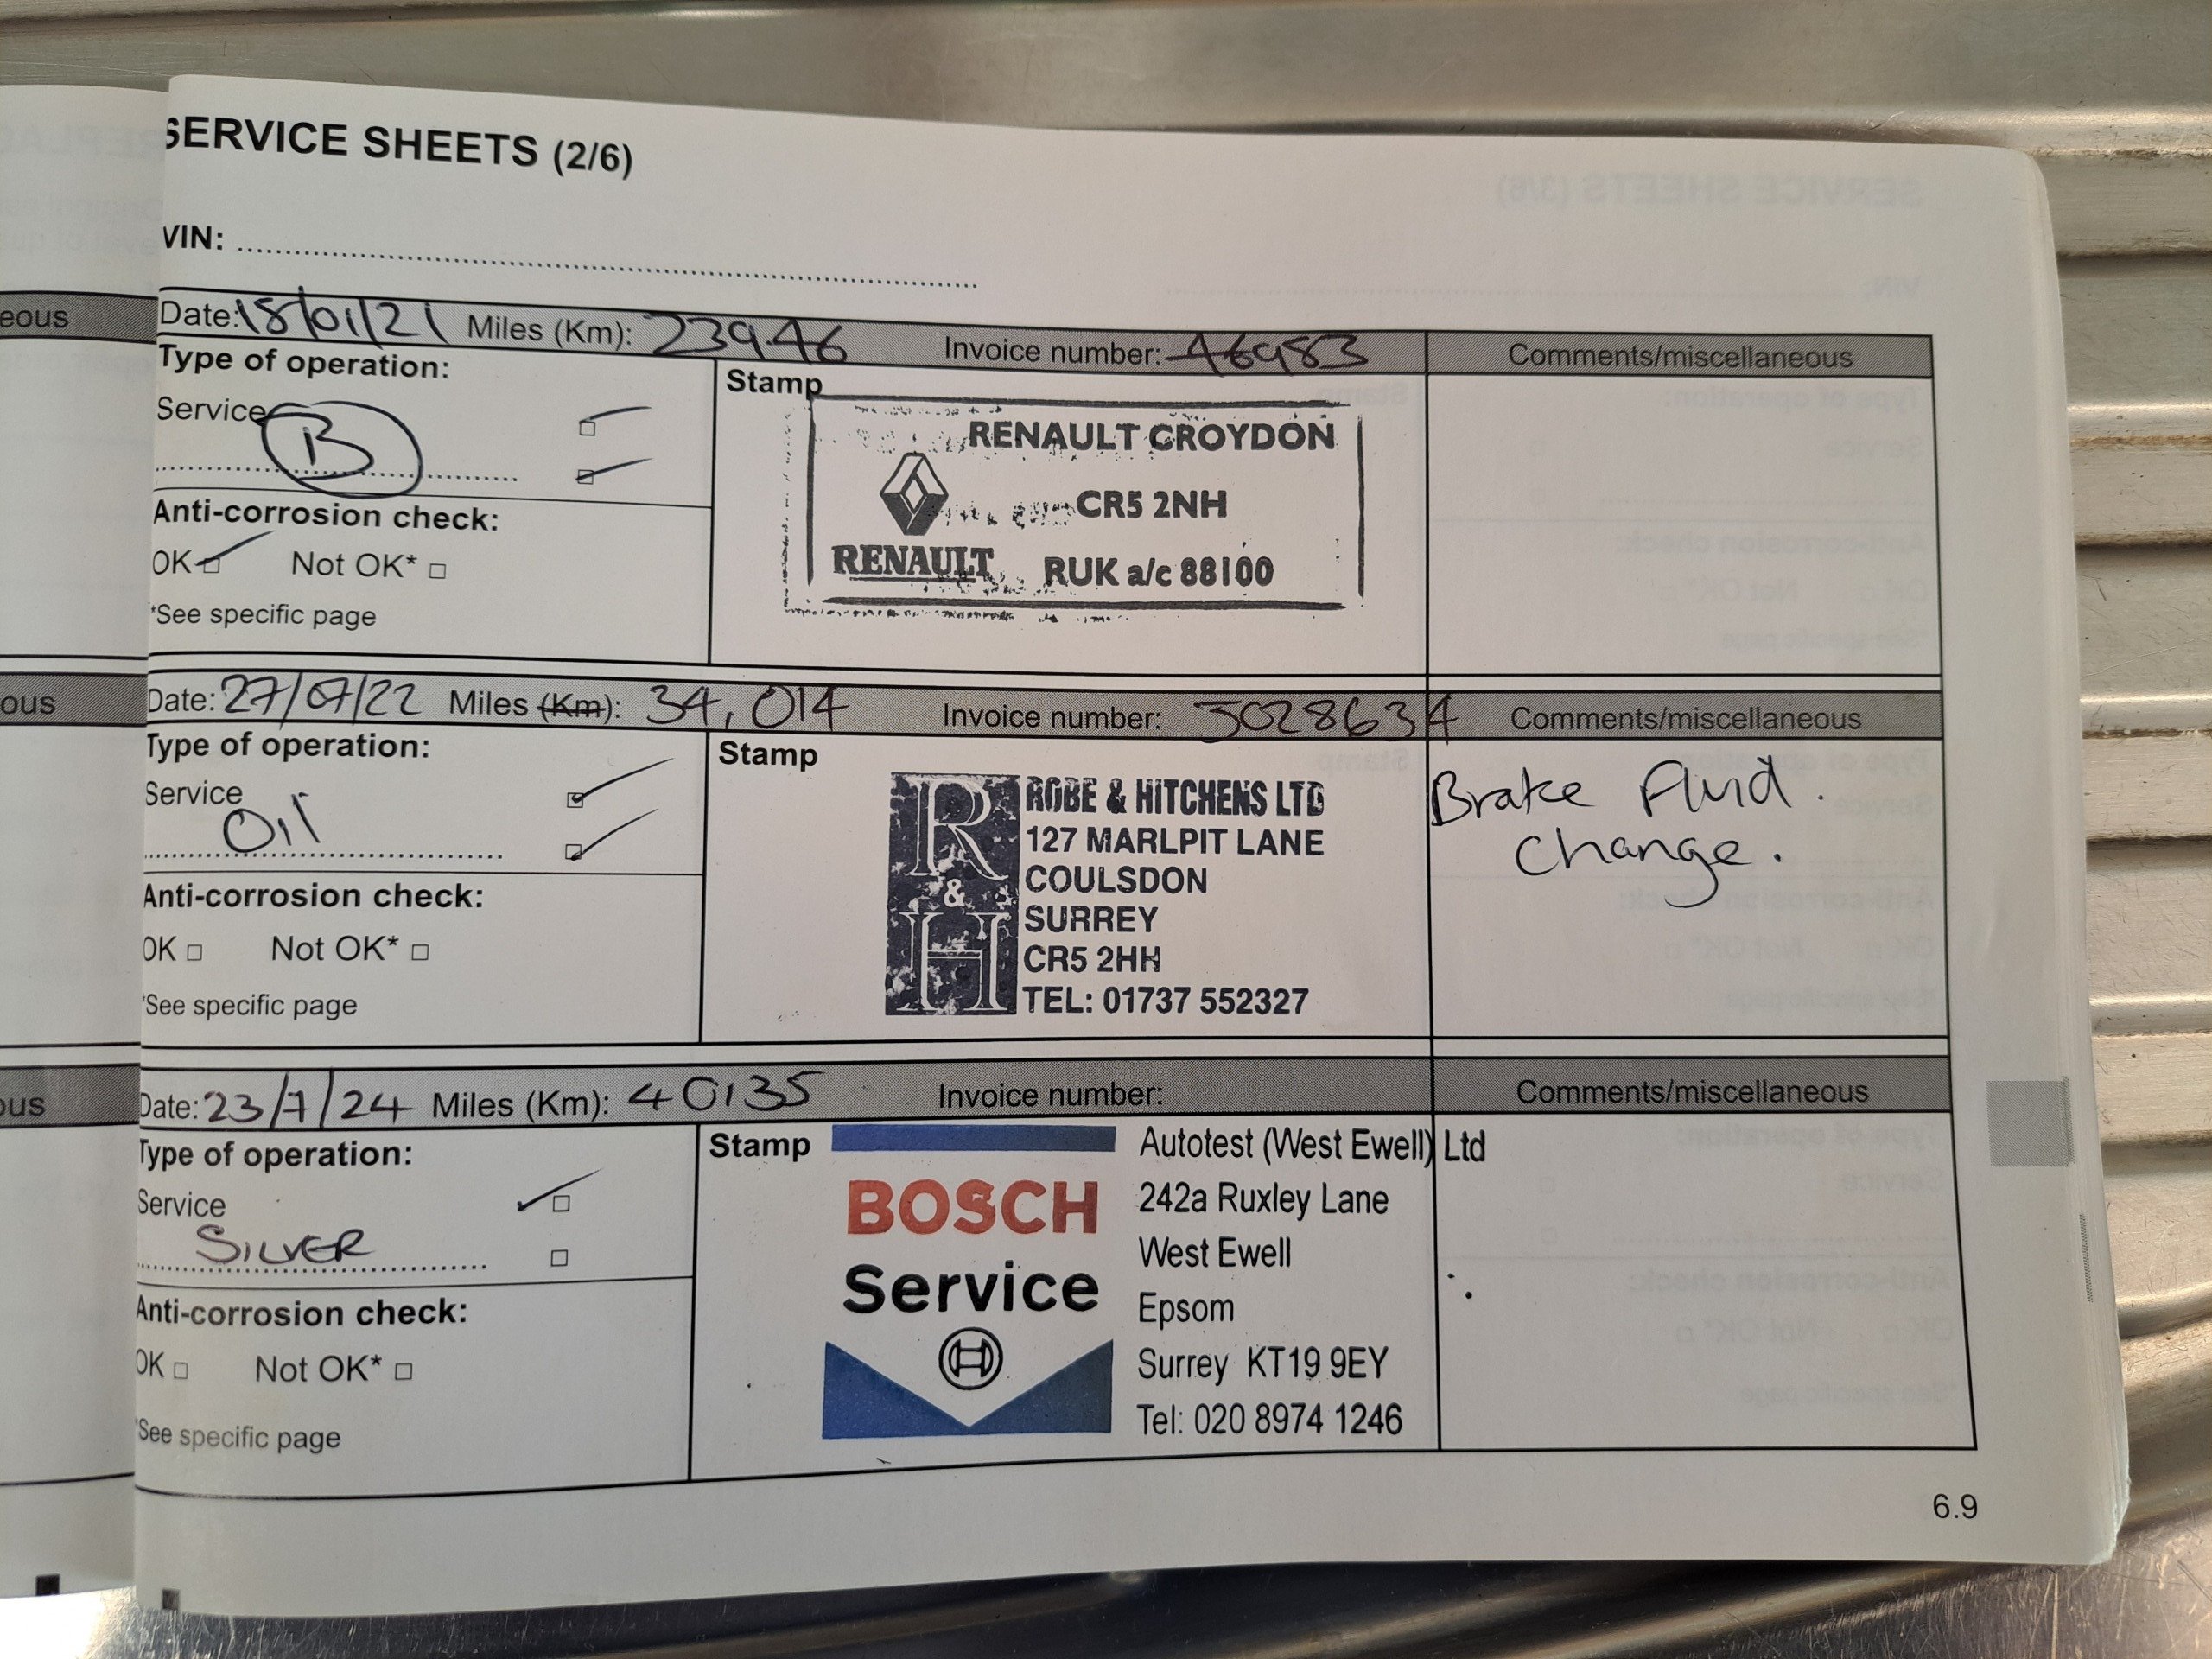 SERVICE SHEETS (2/6)
VIN:
Date: 18/01/21 Miles (Km): 23946 Invoice number: 46983 Comments/miscellaneous
Type of operation:
Service
B
Anti-corrosion check:
OK Not OK*
*See specific page
Stamp
RENAULT CROYDON
CR5 2NH
RENAULT RUK a/c 88100
Date: 27/07/22 Miles (Km): 34,014 Invoice number: 3028634 Comments/miscellaneous
Type of operation:
Service
Oil
Anti-corrosion check:
OK Not OK*
*See specific page
Stamp
R & H
ROBE & HITCHENS LTD
127 MARLPIT LANE
COULSDON
SURREY
CR5 2HH
TEL: 01737 552327
Brake Fluid.
change.
Date: 23/7/24 Miles (Km): 40135 Invoice number: Comments/miscellaneous
Type of operation:
Service
SILVER
Anti-corrosion check:
OK Not OK*
*See specific page
Stamp
BOSCH
Service
Autotest (West Ewell) Ltd
242a Ruxley Lane
West Ewell
Epsom
Surrey KT19 9EY
Tel: 020 8974 1246
6.9